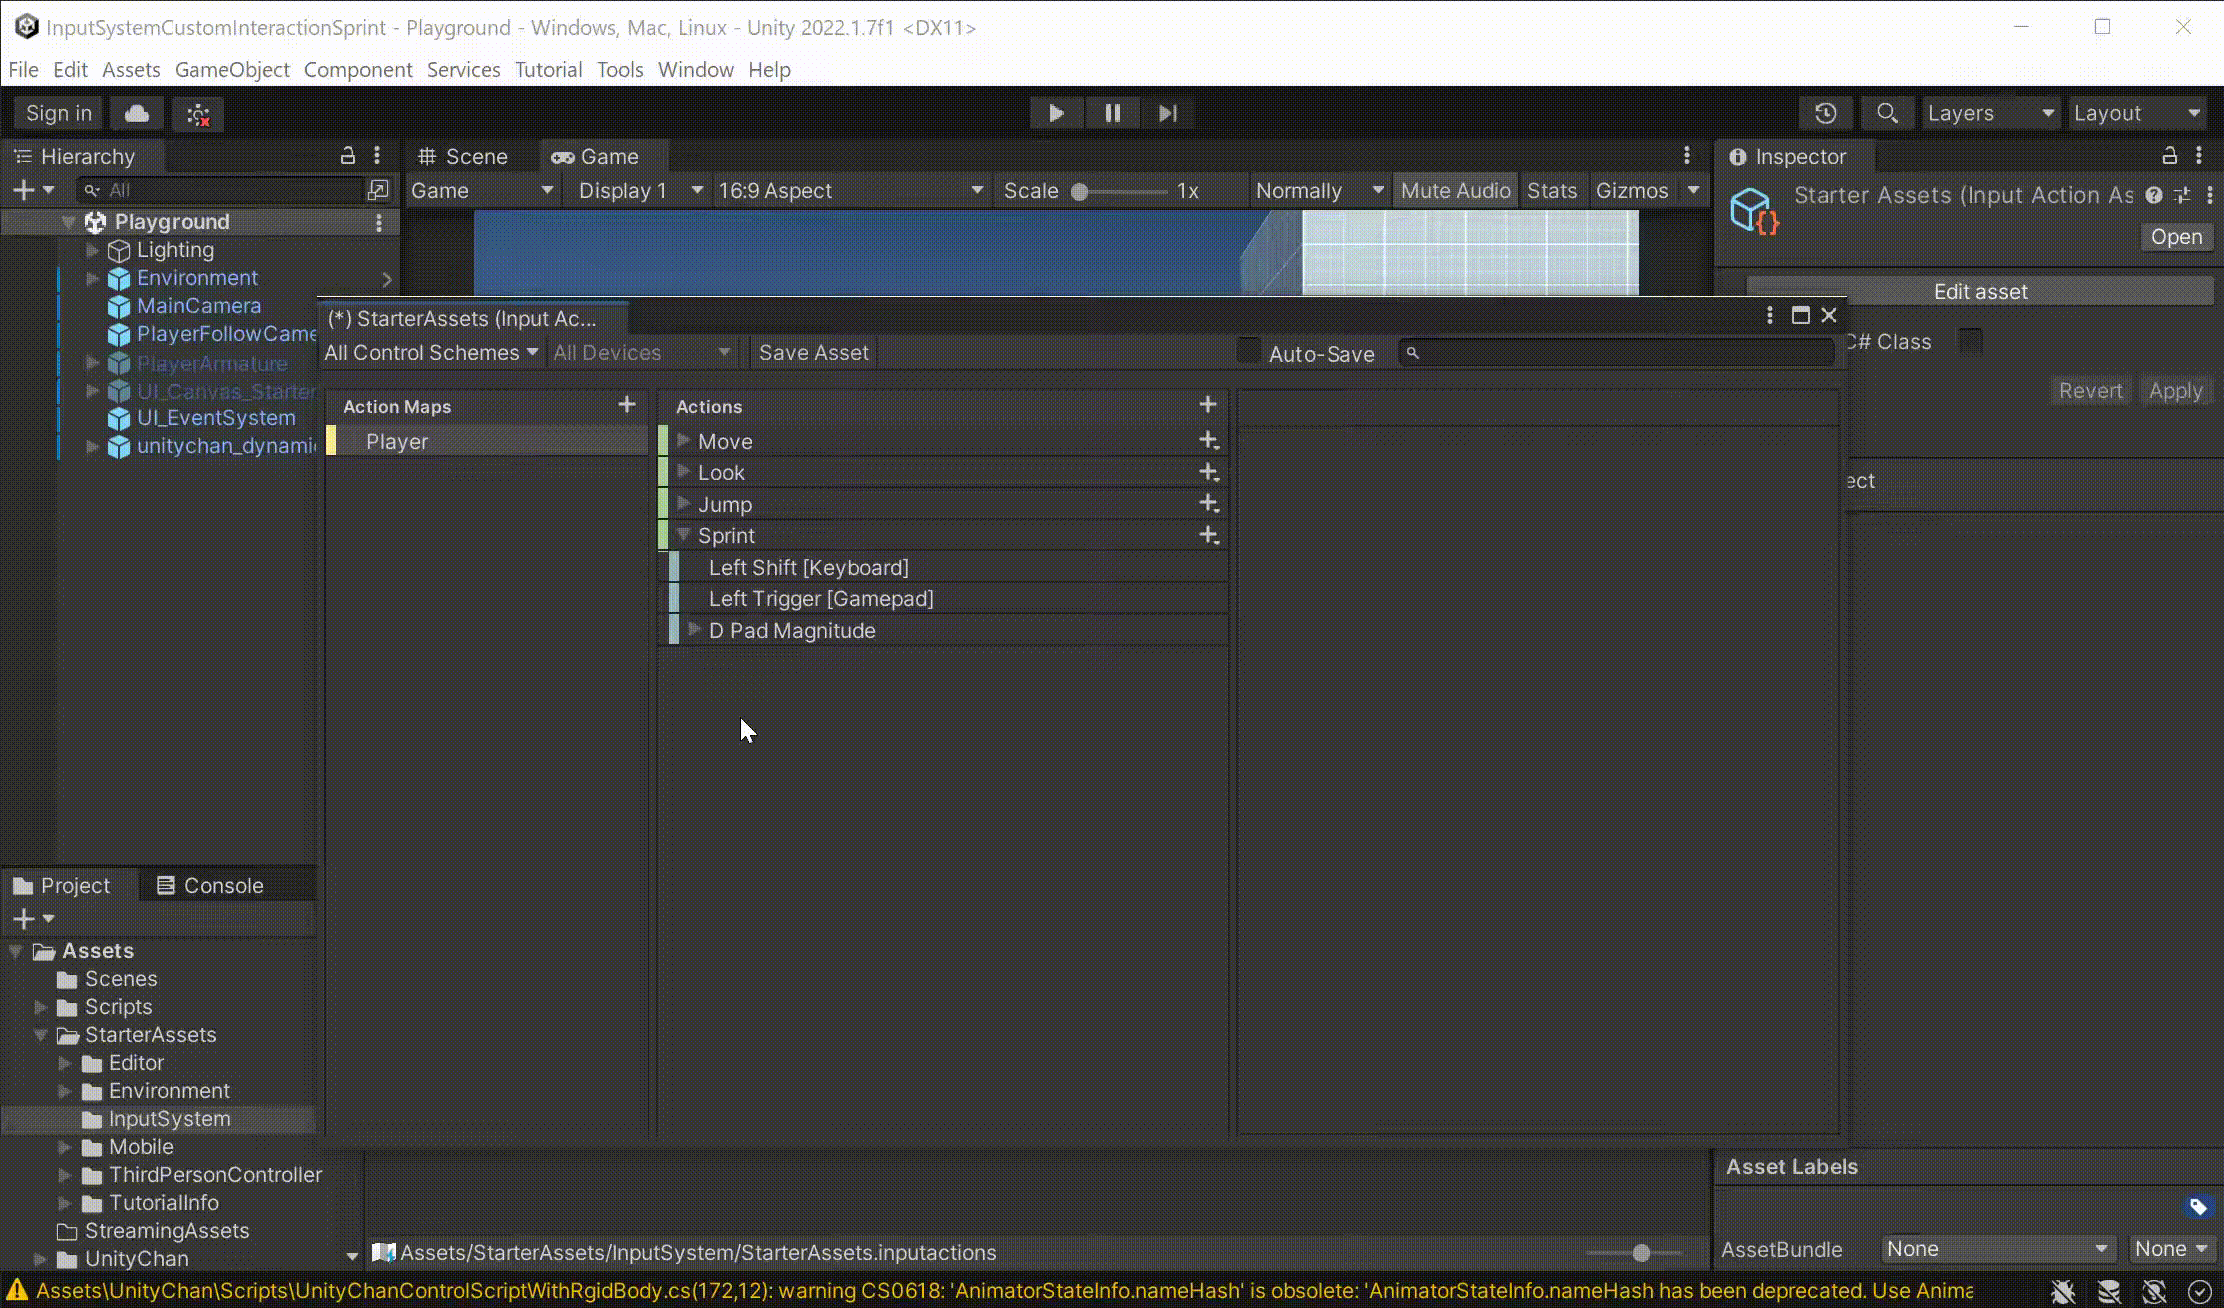 InputSystemCustomInteractionSprint - Playground - Windows, Mac, Linux - Unity 2022.1.7f1 <DX11>
File Edit Assets GameObject Component Services Tutorial Tools Window Help
Sign in
Layers
Layout
Hierarchy
All
Playground
Lighting
Environment
MainCamera
PlayerFollowCame
PlayerArmature
UI_Canvas_Starter
UI_EventSystem
unitychan_dynami
Scene
Game
Game
Display 1
16:9 Aspect
Scale
1x
Normally
Mute Audio
Stats
Gizmos
Inspector
Starter Assets (Input Action As
Open
Edit asset
C# Class
Revert
Apply
ect
(*) StarterAssets (Input Ac...
All Control Schemes
All Devices
Save Asset
Auto-Save
Action Maps
Player
Actions
Move
Look
Jump
Sprint
Left Shift [Keyboard]
Left Trigger [Gamepad]
D Pad Magnitude
Project
Console
Assets
Scenes
Scripts
StarterAssets
Editor
Environment
InputSystem
Mobile
ThirdPersonController
TutorialInfo
StreamingAssets
UnityChan
Assets/StarterAssets/InputSystem/StarterAssets.inputactions
Asset Labels
AssetBundle
None
None
Assets\UnityChan\Scripts\UnityChanControlScriptWithRgidBody.cs(172,12): warning CS0618: 'AnimatorStateInfo.nameHash' is obsolete: 'AnimatorStateInfo.nameHash has been deprecated. Use Anima